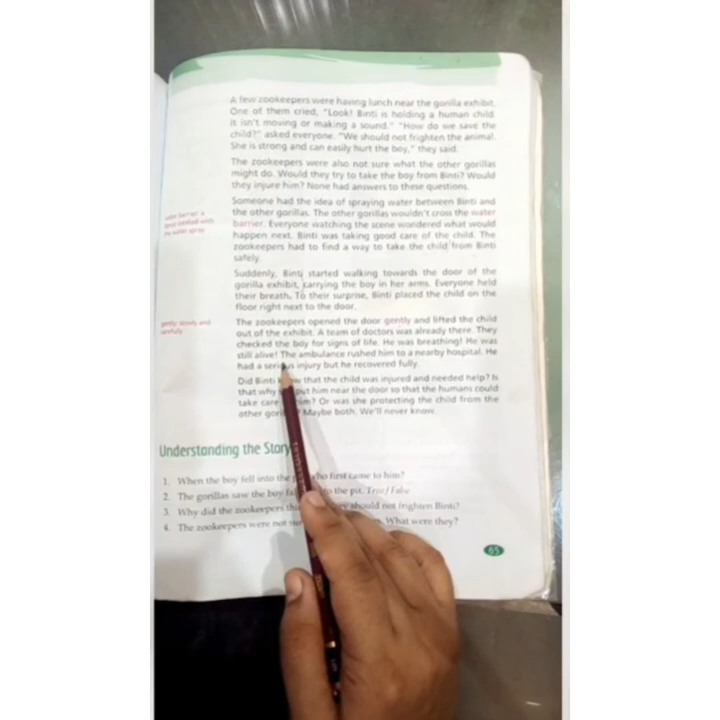 A few zookeepers were having lunch near the gorilla exhibit.
One of them cried, "Look! Binti is holding a human child.
It isn't moving or making a sound." "How do we save the
child?" asked everyone. "We should not frighten the animal.
She is strong and can easily hurt the boy," they said.
The zookeepers were also not sure what the other gorillas
might do. Would they try to take the boy from Binti? Would
they injure him? None had answers to these questions.
Someone had the idea of spraying water between Binti and
the other gorillas. The other gorillas wouldn't cross the water
barrier. Everyone watching the scene wondered what would
happen next. Binti was taking good care of the child. The
zookeepers had to find a way to take the child from Binti
safely.
water barrier: a
with
the water spray
Suddenly, Binti started walking towards the door of the
gorilla exhibit, carrying the boy in her arms. Everyone held
their breath. To their surprise, Binti placed the child on the
floor right next to the door.
gently: slowly and
carefully
The zookeepers opened the door gently and lifted the child
out of the exhibit. A team of doctors was already there. They
checked the boy for signs of life. He was breathing! He was
still alive! The ambulance rushed him to a nearby hospital. He
had a serious injury but he recovered fully.
Did Binti that the child was injured and needed help? Is
that why put him near the door so that the humans could
take care him? Or was she protecting the child from the
other Maybe both. We'll never know.
Understanding the Story
1. When the boy fell into the who first came to him?
2. The gorillas saw the boy to the pit. True/False
3. Why did the zookeepers should not frighten Binti?
4. The zookeepers were not What were they?
65